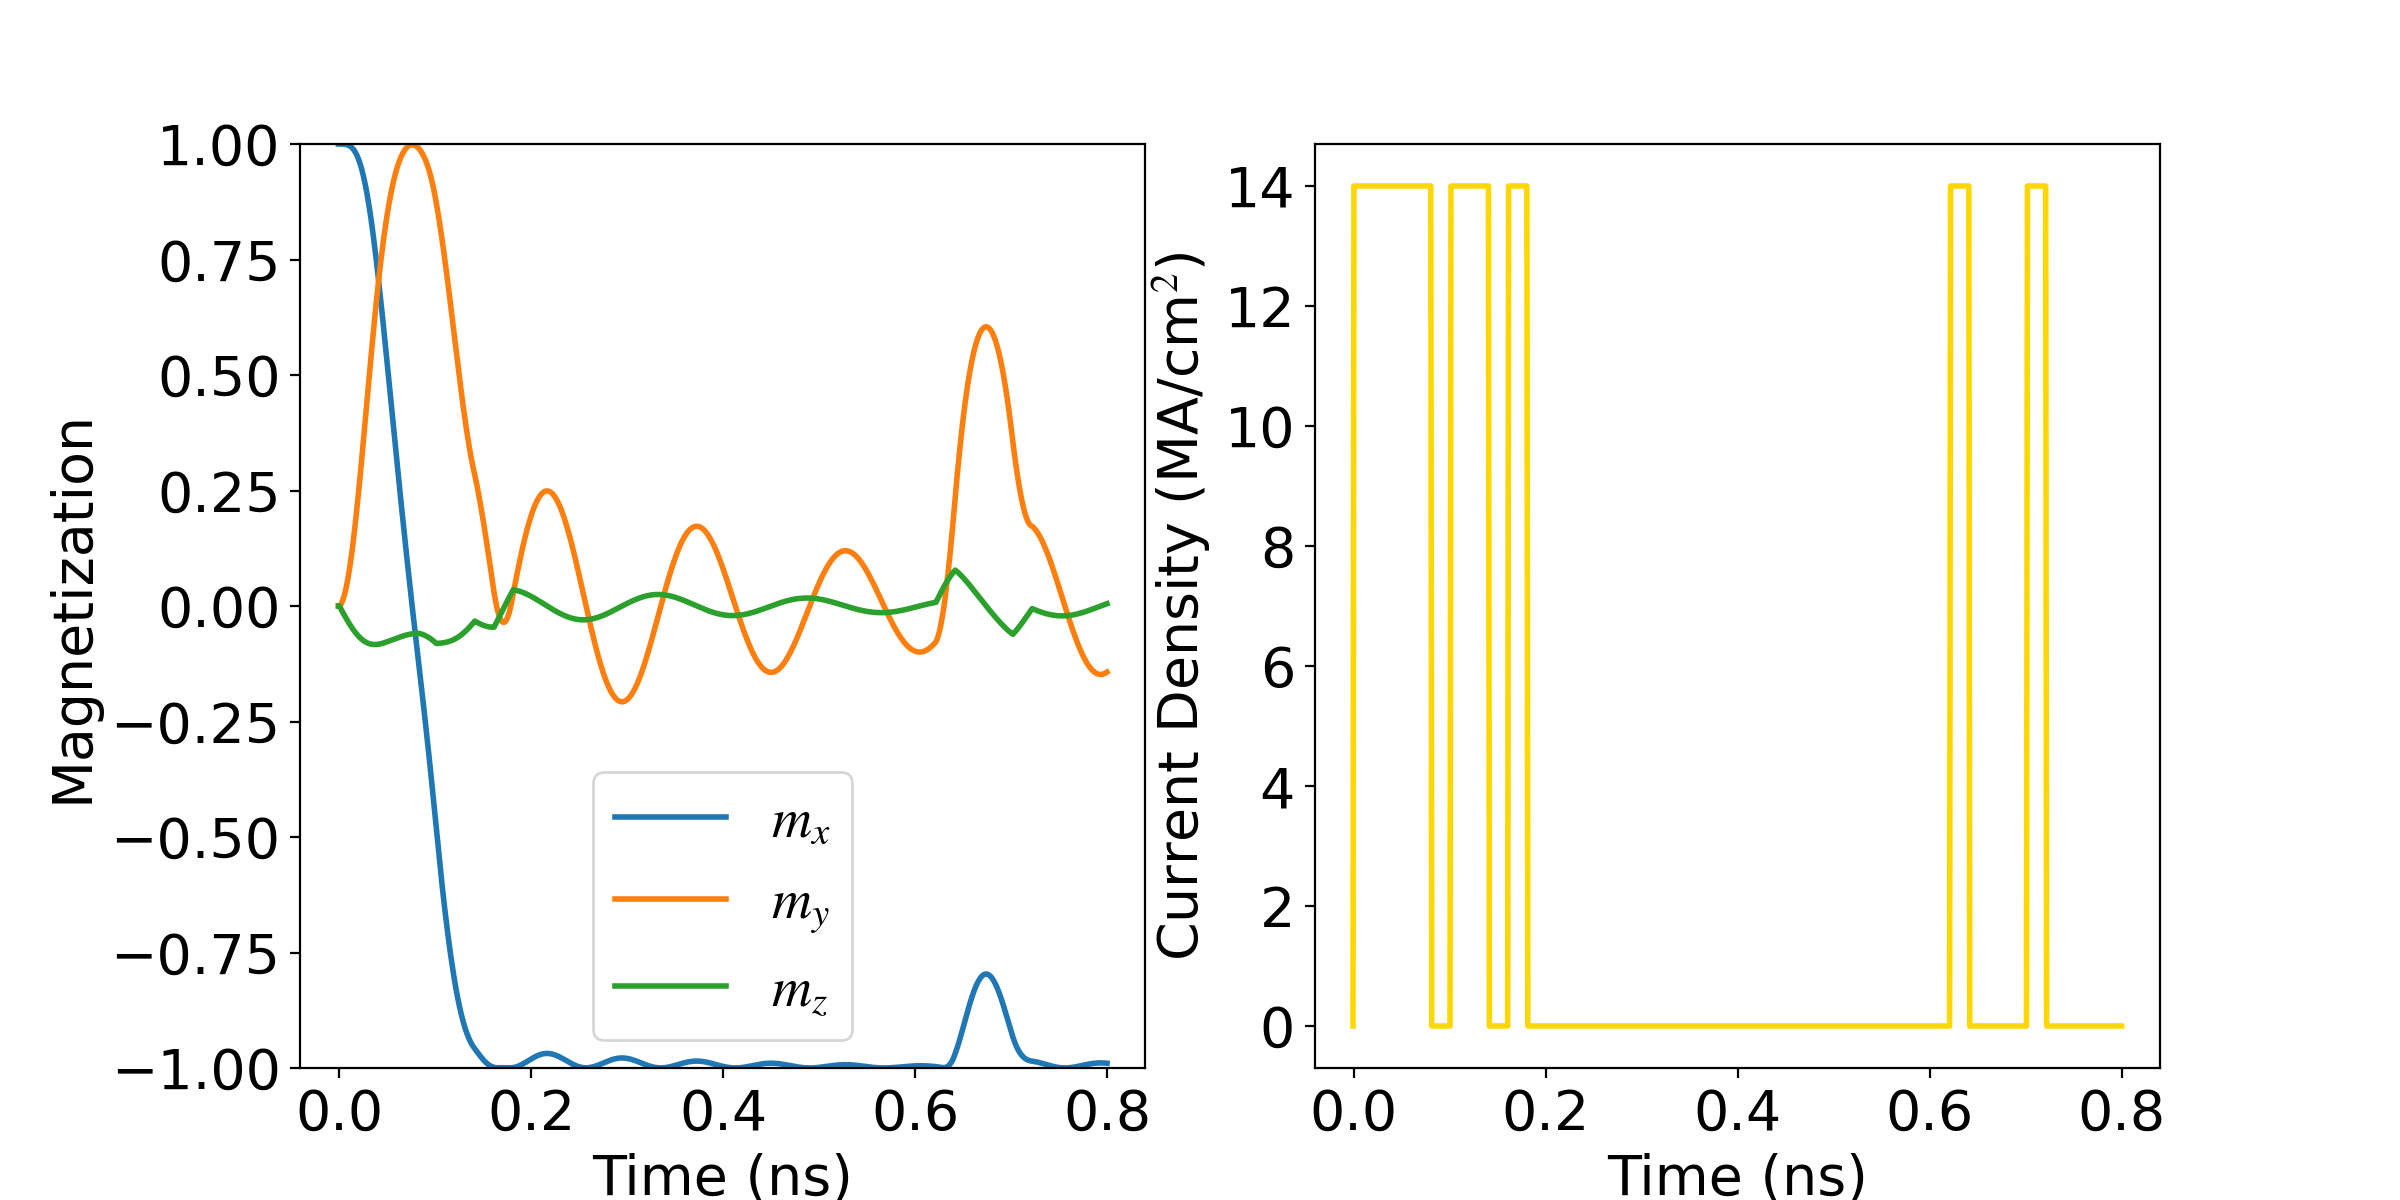 1.00
0.75
0.50
0.25
0.00
−0.25
−0.50
−0.75
−1.00
Magnetization
0.0 0.2 0.4 0.6 0.8
Time (ns)
m_x
m_y
m_z
14
12
10
8
6
4
2
0
Current Density (MA/cm²)
0.0 0.2 0.4 0.6 0.8
Time (ns)